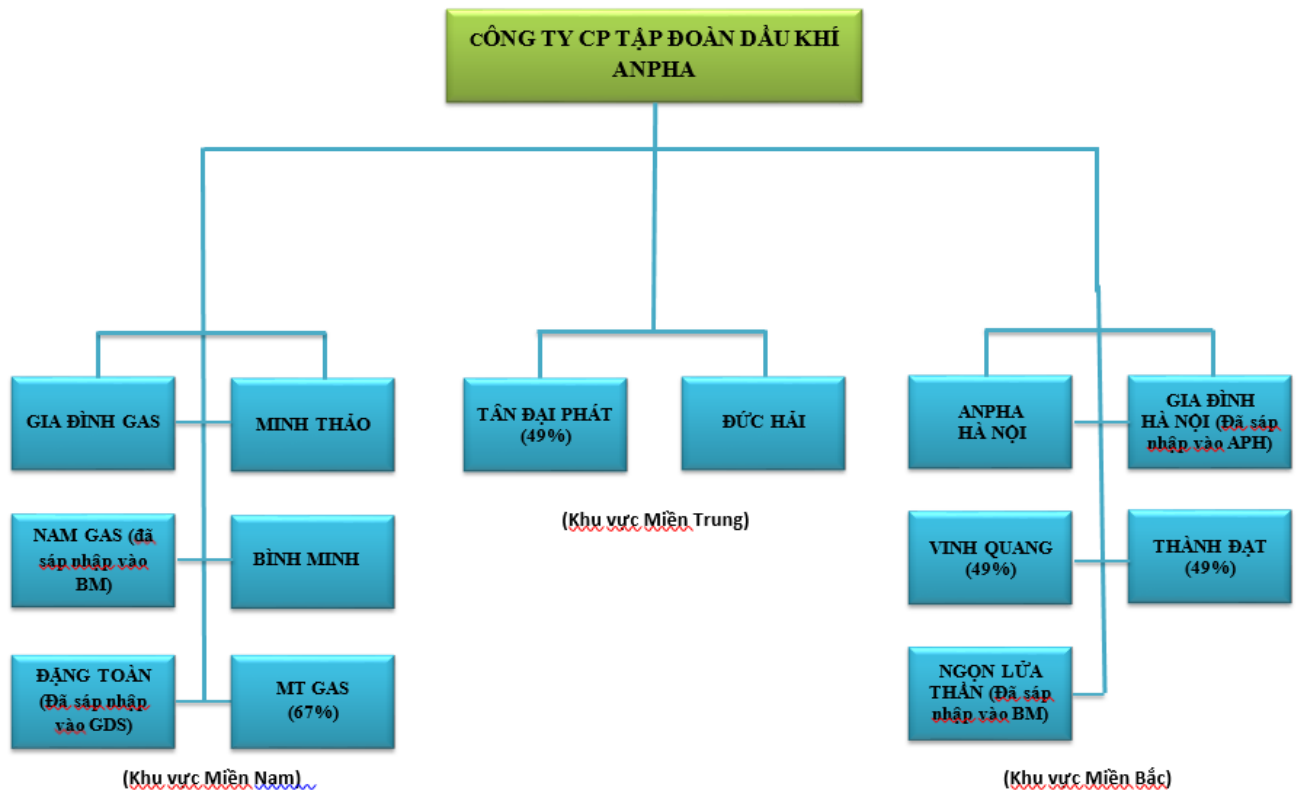 CÔNG TY CP TẬP ĐOÀN DẦU KHÍ
ANPHA
GIA ĐÌNH GAS
MINH THẢO
NAM GAS (đã
sáp nhập vào
BM)
BÌNH MINH
ĐẶNG TOÀN
(Đã sáp nhập
vào GDS)
MT GAS
(67%)
(Khu vực Miền Nam)
TÂN ĐẠI PHÁT
(49%)
ĐỨC HẢI
(Khu vực Miền Trung)
ANPHA
HÀ NỘI
GIA ĐÌNH
HÀ NỘI (Đã sáp
nhập vào APH)
VINH QUANG
(49%)
THÀNH ĐẠT
(49%)
NGỌN LỬA
THẦN (Đã sáp
nhập vào BM)
(Khu vực Miền Bắc)